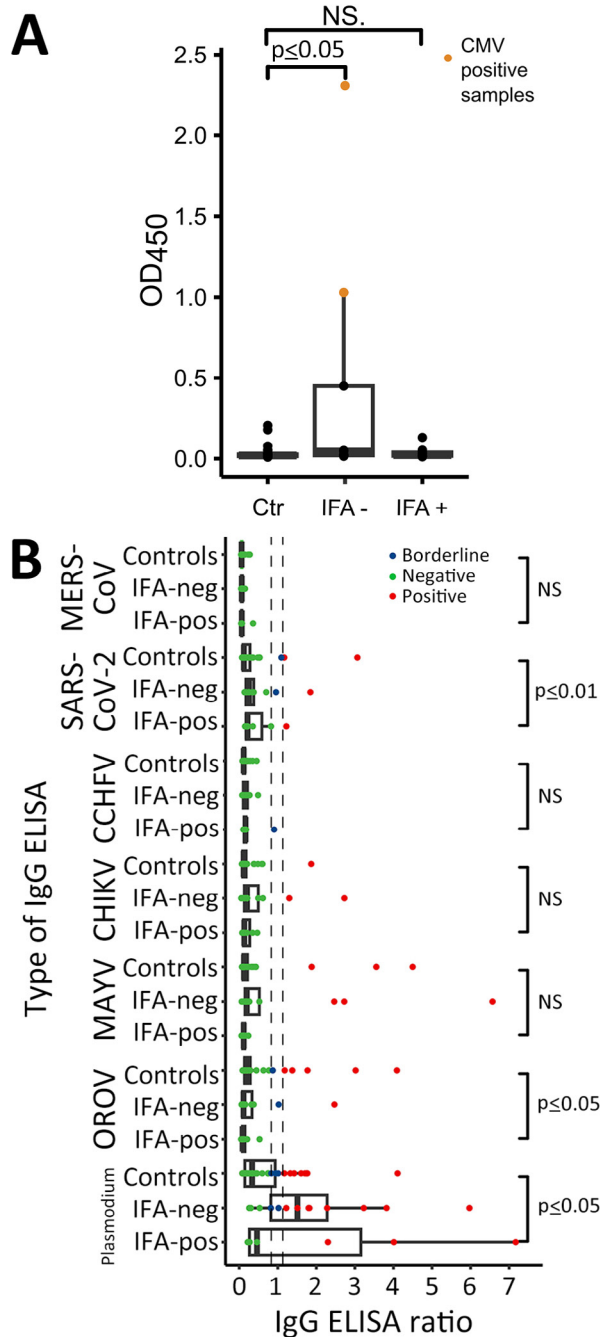 A
NS.
p≤0.05
CMV
positive
samples
2.5
2.0
1.5
1.0
0.5
0.0
OD450
Ctr
IFA -
IFA +
B
Borderline
Negative
Positive
Type of IgG ELISA
MERS-
CoV
Controls
IFA-neg
IFA-pos
NS
SARS-
CoV-2
Controls
IFA-neg
IFA-pos
p≤0.01
CCHFV
Controls
IFA-neg
IFA-pos
NS
CHIKV
Controls
IFA-neg
IFA-pos
NS
MAYV
Controls
IFA-neg
IFA-pos
NS
OROV
Controls
IFA-neg
IFA-pos
p≤0.05
Plasmodium
Controls
IFA-neg
IFA-pos
p≤0.05
0 1 2 3 4 5 6 7
IgG ELISA ratio